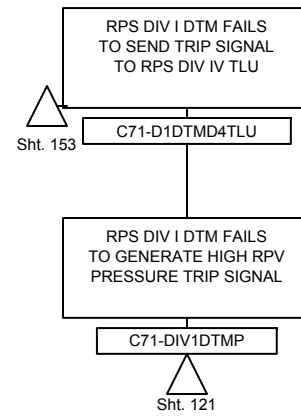 RPS DIV I DTM FAILS
TO SEND TRIP SIGNAL
TO RPS DIV IV TLU
Sht. 153
C71-D1DTMD4TLU
RPS DIV I DTM FAILS
TO GENERATE HIGH RPV
PRESSURE TRIP SIGNAL
C71-DIV1DTMP
Sht. 121